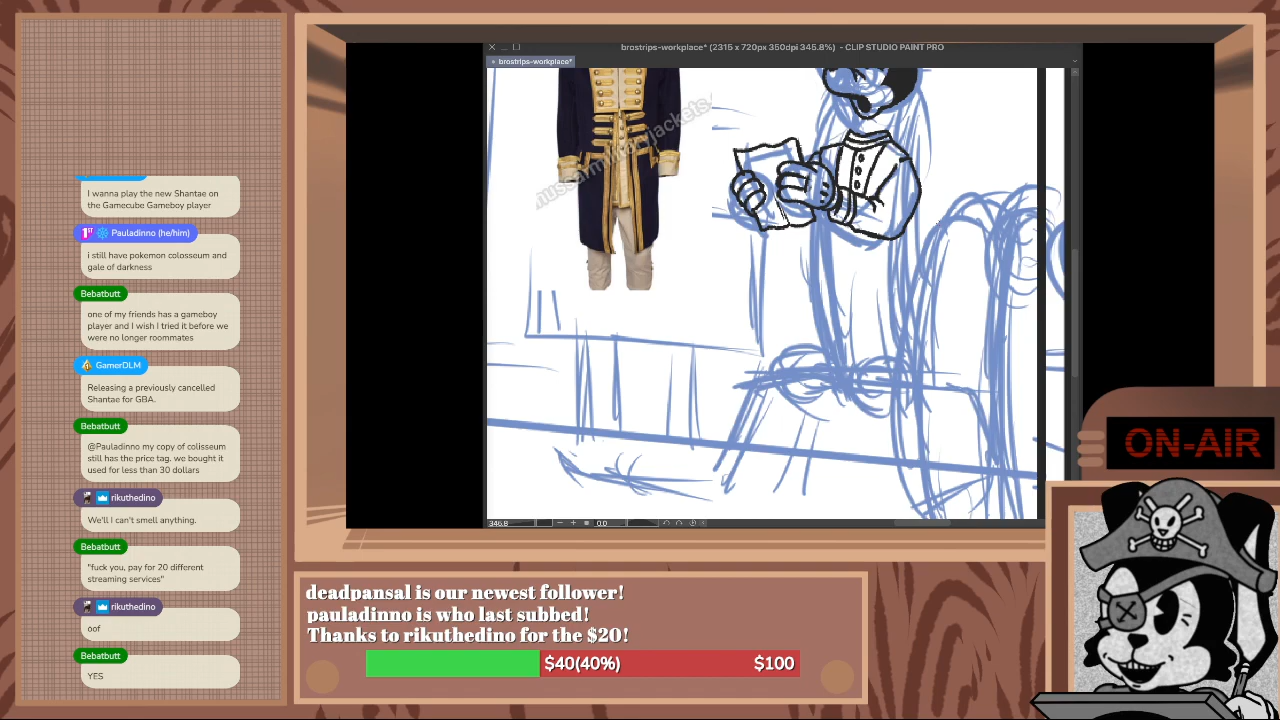 brostrips-workplace* (2315 x 720px 350dpi 345.8%) - CLIP STUDIO PAINT PRO
brostrips-workplace*
I wanna play the new Shantae on
the Gamecube Gameboy player
Pauladinno (he/him)
i still have pokemon colosseum and
gale of darkness
Bebatbutt
one of my friends has a gameboy
player and I wish I tried it before we
were no longer roommates
GamerDLM
Releasing a previously cancelled
Shantae for GBA.
Bebatbutt
@Pauladinno my copy of colisseum
still has the price tag. we bought it
used for less than 30 dollars
rikuthedino
We'll I can't smell anything.
Bebatbutt
"fuck you, pay for 20 different
streaming services"
rikuthedino
oof
Bebatbutt
YES
346.8
0.0
ON-AIR
deadpansal is our newest follower!
pauladinno is who last subbed!
Thanks to rikuthedino for the $20!
$40(40%) $100